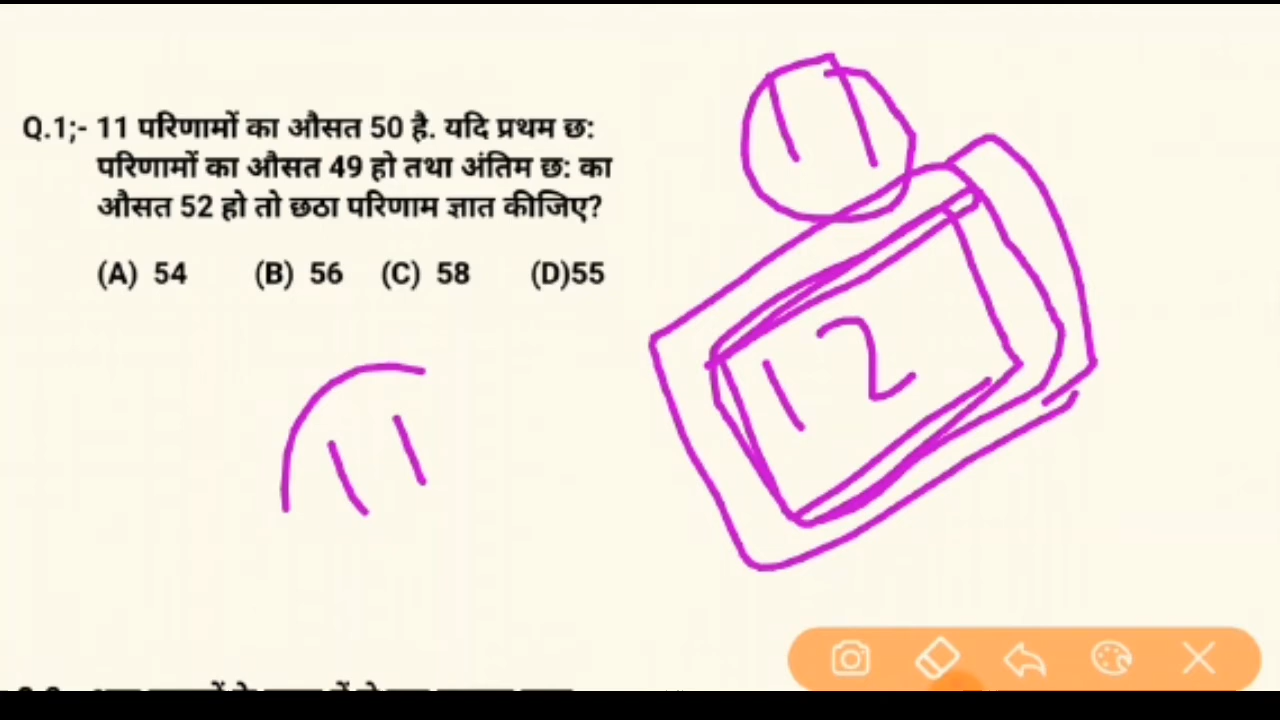 Q.1;- 11 परिणामों का औसत 50 है. यदि प्रथम छ:
परिणामों का औसत 49 हो तथा अंतिम छ: का
औसत 52 हो तो छठा परिणाम ज्ञात कीजिए?
(A) 54 (B) 56 (C) 58 (D)55
11
12
11